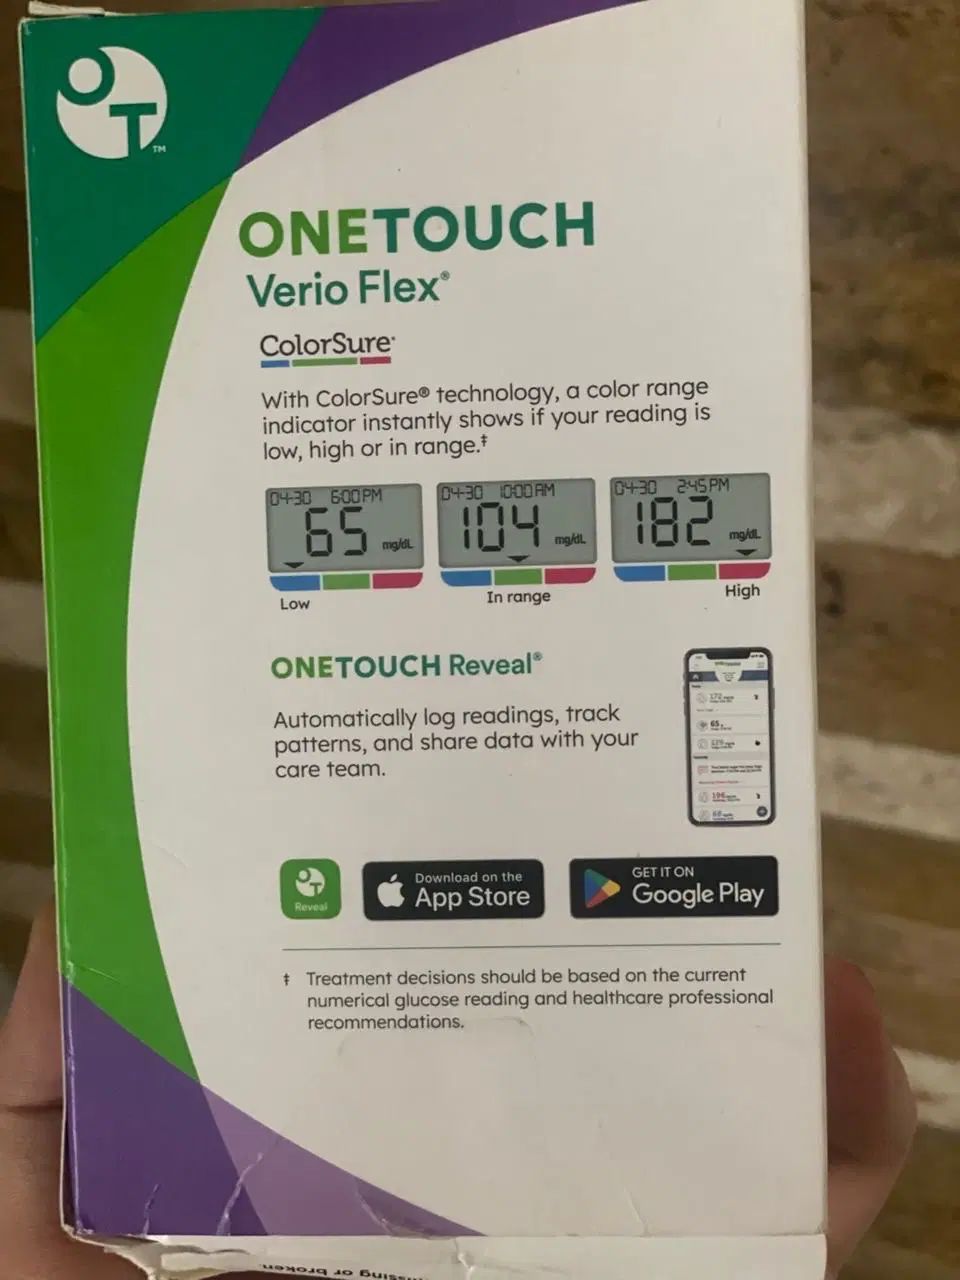 OT™
ONETOUCH
Verio Flex®
ColorSure®
With ColorSure® technology, a color range
indicator instantly shows if your reading is
low, high or in range.‡
04-30 6:00 PM
65 mg/dL
Low
04-30 10:00 AM
104 mg/dL
In range
04-30 2:45 PM
182 mg/dL
High
ONETOUCH Reveal®
Automatically log readings, track
patterns, and share data with your
care team.
Reveal
Download on the
App Store
GET IT ON
Google Play
‡ Treatment decisions should be based on the current
numerical glucose reading and healthcare professional
recommendations.
or broken